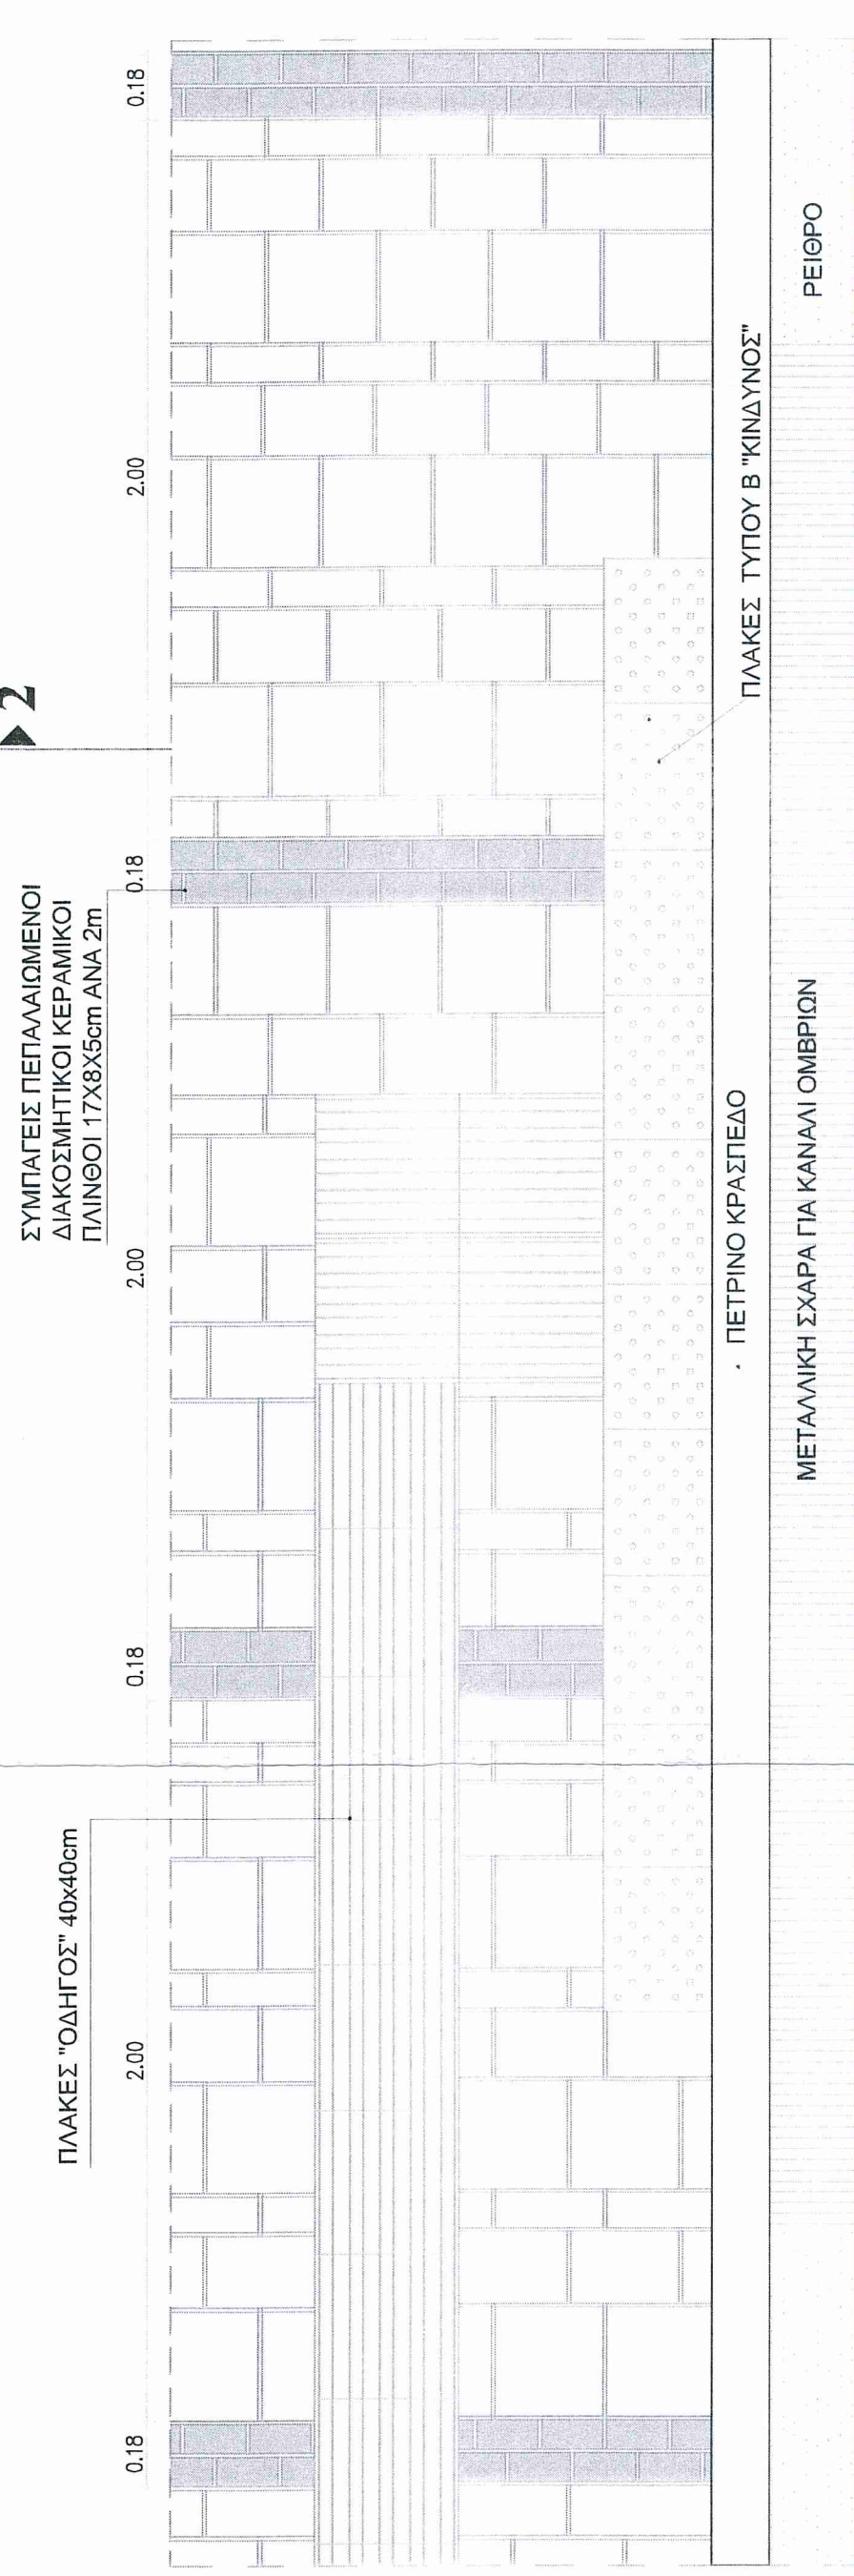 ΠΛΑΚΕΣ "ΟΔΗΓΟΣ" 40x40cm
ΣΥΜΠΑΓΕΙΣ ΠΕΠΑΛΑΙΩΜΕΝΟΙ
ΔΙΑΚΟΣΜΗΤΙΚΟΙ ΚΕΡΑΜΙΚΟΙ
ΠΛΙΝΘΟΙ 17X8X5cm ΑΝΑ 2m
2
0.18
2.00
0.18
2.00
0.18
2.00
0.18
ΠΕΤΡΙΝΟ ΚΡΑΣΠΕΔΟ
ΠΛΑΚΕΣ ΤΥΠΟΥ Β "ΚΙΝΔΥΝΟΣ"
ΜΕΤΑΛΛΙΚΗ ΣΧΑΡΑ ΓΙΑ ΚΑΝΑΛΙ ΟΜΒΡΙΩΝ
ΡΕΙΘΡΟ